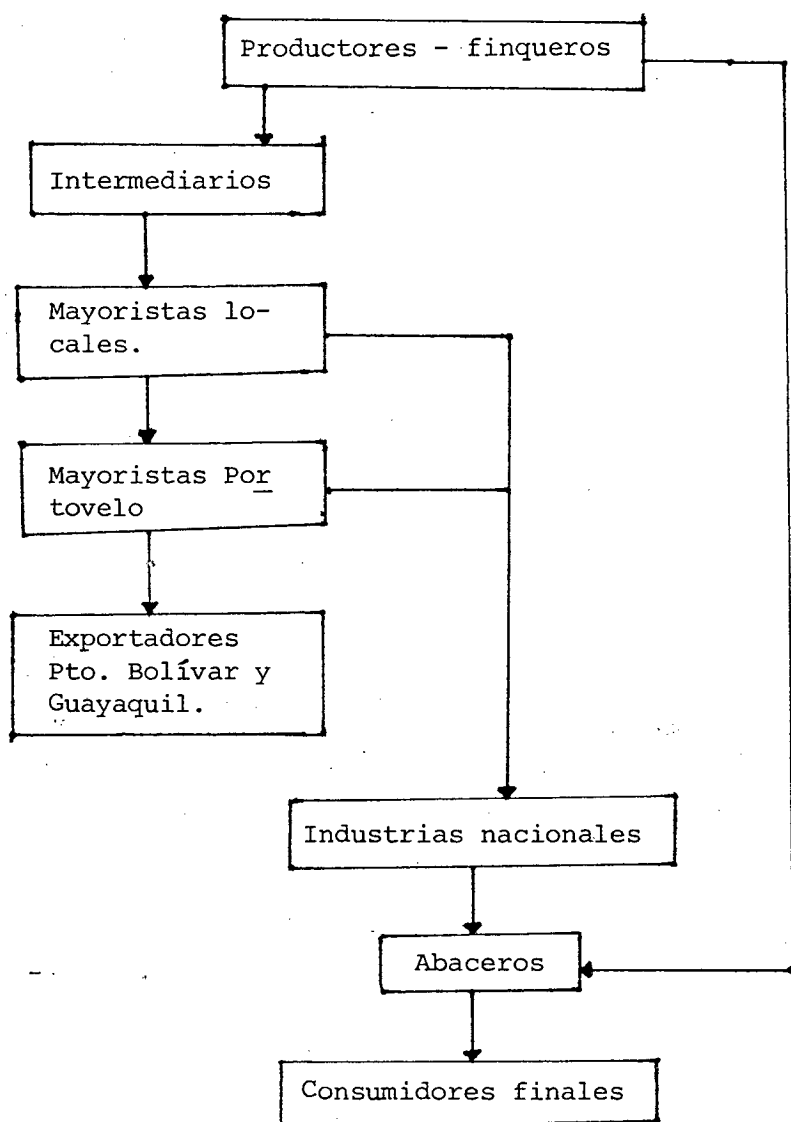 Productores - finqueros
Intermediarios
Mayoristas lo-
cales.
Mayoristas Por
tovelo
Exportadores
Pto. Bolívar y
Guayaquil.
Industrias nacionales
Abaceros
Consumidores finales